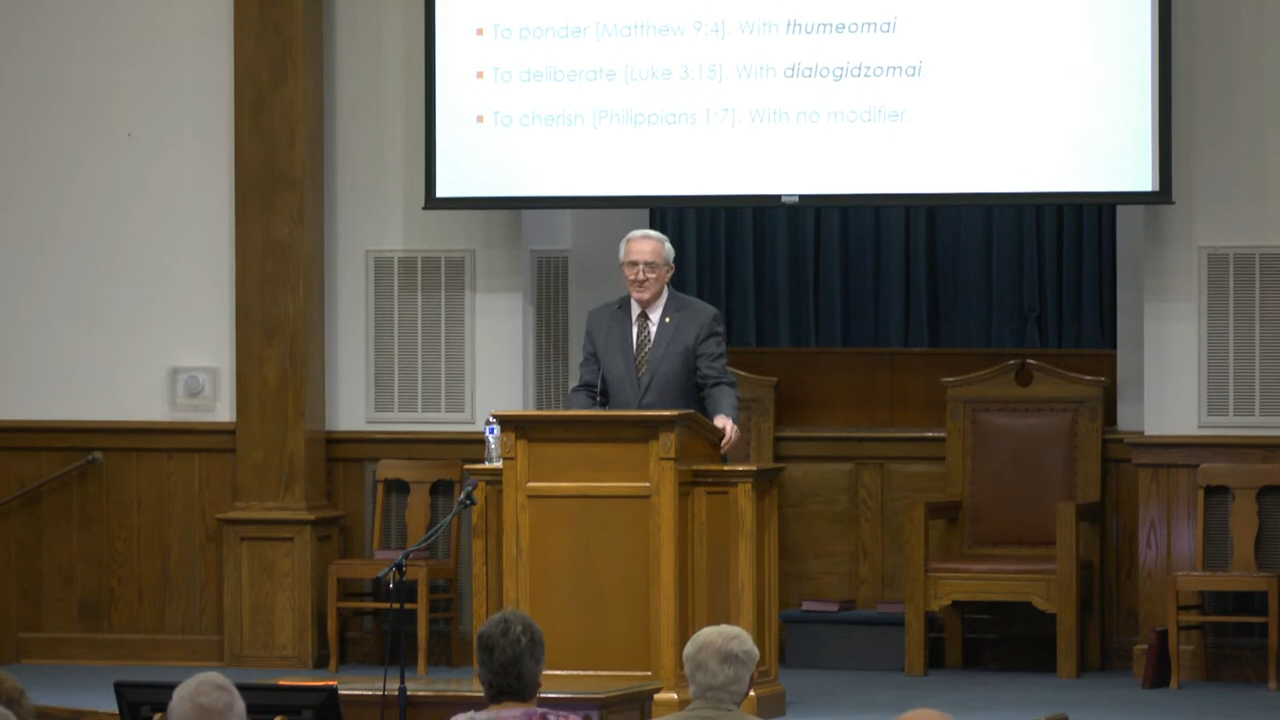 To ponder [Matthew 9:4]. With thumeomai
To deliberate [Luke 3:15]. With dialogidzomai.
To cherish [Philippians 1:7]. With no modifier.